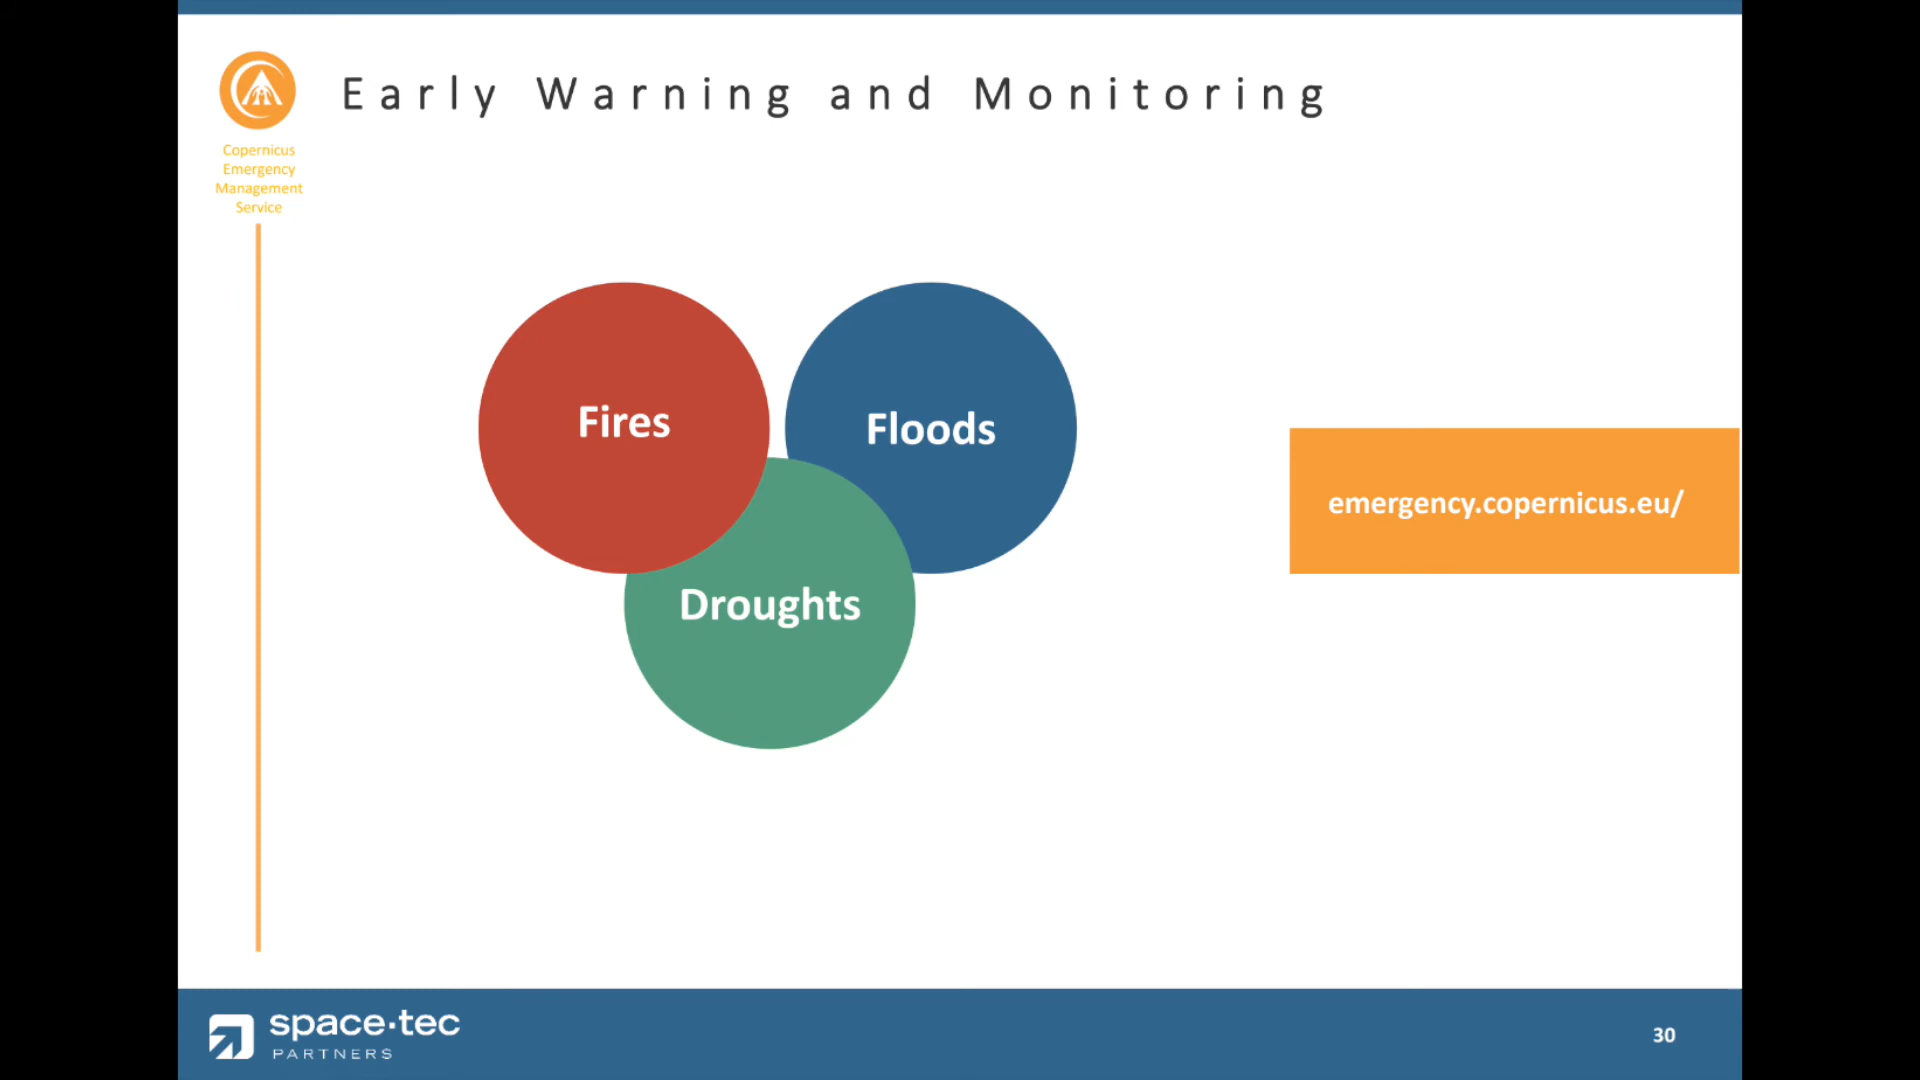 Early Warning and Monitoring
Copernicus
Emergency
Management
Service
Fires
Floods
Droughts
emergency.copernicus.eu/
space·tec
PARTNERS
30